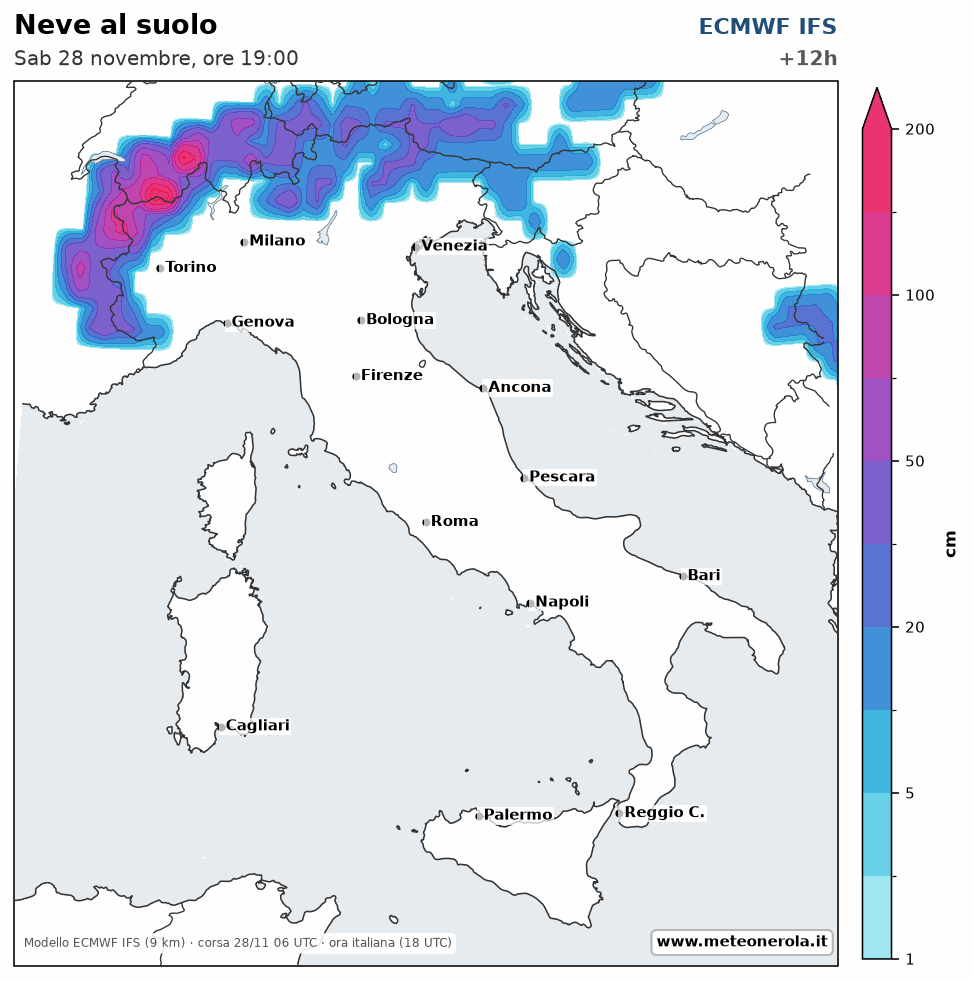 Neve al suolo
ECMWF IFS
Sab 28 novembre, ore 19:00
+12h
200
100
50
20
5
1
cm
Milano
Venezia
Torino
Genova
Bologna
Firenze
Ancona
Pescara
Roma
Bari
Napoli
Cagliari
Palermo
Reggio C.
Modello ECMWF IFS (9 km) · corsa 28/11 06 UTC · ora italiana (18 UTC)
www.meteonerola.it